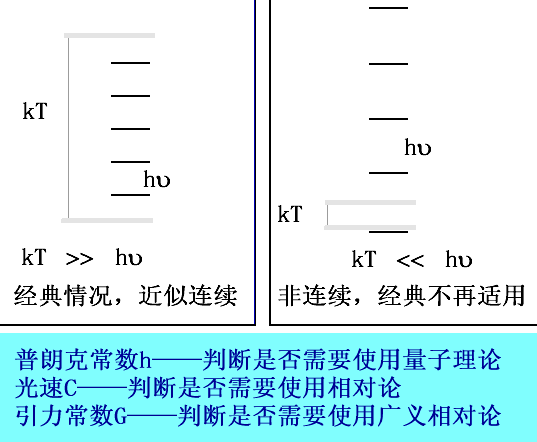 kT
hυ
kT >> hυ
经典情况，近似连续
hυ
kT
kT << hυ
非连续，经典不再适用
普朗克常数h——判断是否需要使用量子理论
光速C——判断是否需要使用相对论
引力常数G——判断是否需要使用广义相对论